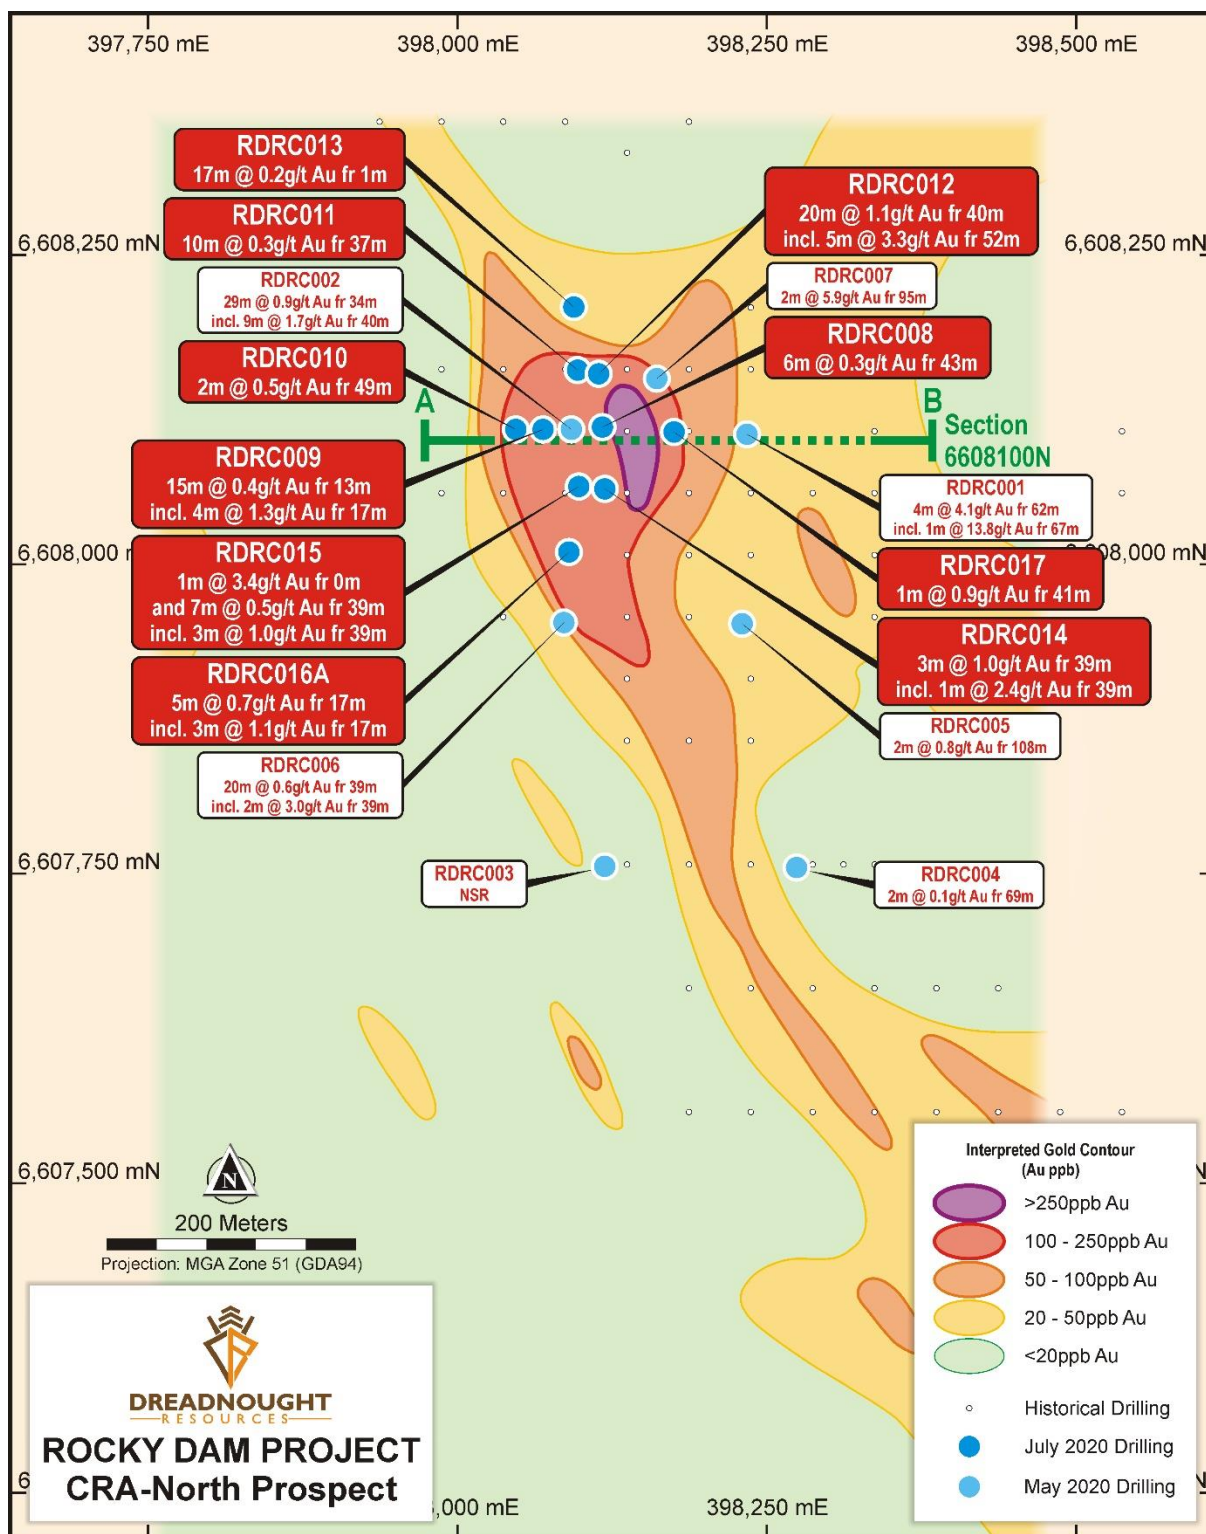 397,750 mE
398,000 mE
398,250 mE
398,500 mE
RDRC013
17m @ 0.2g/t Au fr 1m
RDRC012
20m @ 1.1g/t Au fr 40m
incl. 5m @ 3.3g/t Au fr 52m
RDRC011
10m @ 0.3g/t Au fr 37m
6,608,250 mN
6,608,250 mN
RDRC002
29m @ 0.9g/t Au fr 34m
incl. 9m @ 1.7g/t Au fr 40m
RDRC007
2m @ 5.9g/t Au fr 95m
RDRC008
6m @ 0.3g/t Au fr 43m
RDRC010
2m @ 0.5g/t Au fr 49m
A
B
Section
6608100N
RDRC009
15m @ 0.4g/t Au fr 13m
incl. 4m @ 1.3g/t Au fr 17m
RDRC001
4m @ 4.1g/t Au fr 62m
incl. 1m @ 13.8g/t Au fr 67m
6,608,000
,608,000 mN
RDRC015
1m @ 3.4g/t Au fr 0m
and 7m @ 0.5g/t Au fr 39m
incl. 3m @ 1.0g/t Au fr 39m
RDRC017
1m @ 0.9g/t Au fr 41m
RDRC014
3m @ 1.0g/t Au fr 39m
incl. 1m @ 2.4g/t Au fr 39m
RDRC016A
5m @ 0.7g/t Au fr 17m
incl. 3m @ 1.1g/t Au fr 17m
RDRC005
2m @ 0.8g/t Au fr 108m
RDRC006
20m @ 0.6g/t Au fr 39m
incl. 2m @ 3.0g/t Au fr 39m
6,607,750 mN
6,607,750 mN
RDRC003
NSR
RDRC004
2m @ 0.1g/t Au fr 69m
6,607,500 mN
N
200 Meters
Projection: MGA Zone 51 (GDA94)
Interpreted Gold Contour
(Au ppb)
>250ppb Au
100 - 250ppb Au
50 - 100ppb Au
20 - 50ppb Au
<20ppb Au
Historical Drilling
July 2020 Drilling
May 2020 Drilling
DREADNOUGHT
RESOURCES
ROCKY DAM PROJECT
CRA-North Prospect
,000 mE
398,250 mE